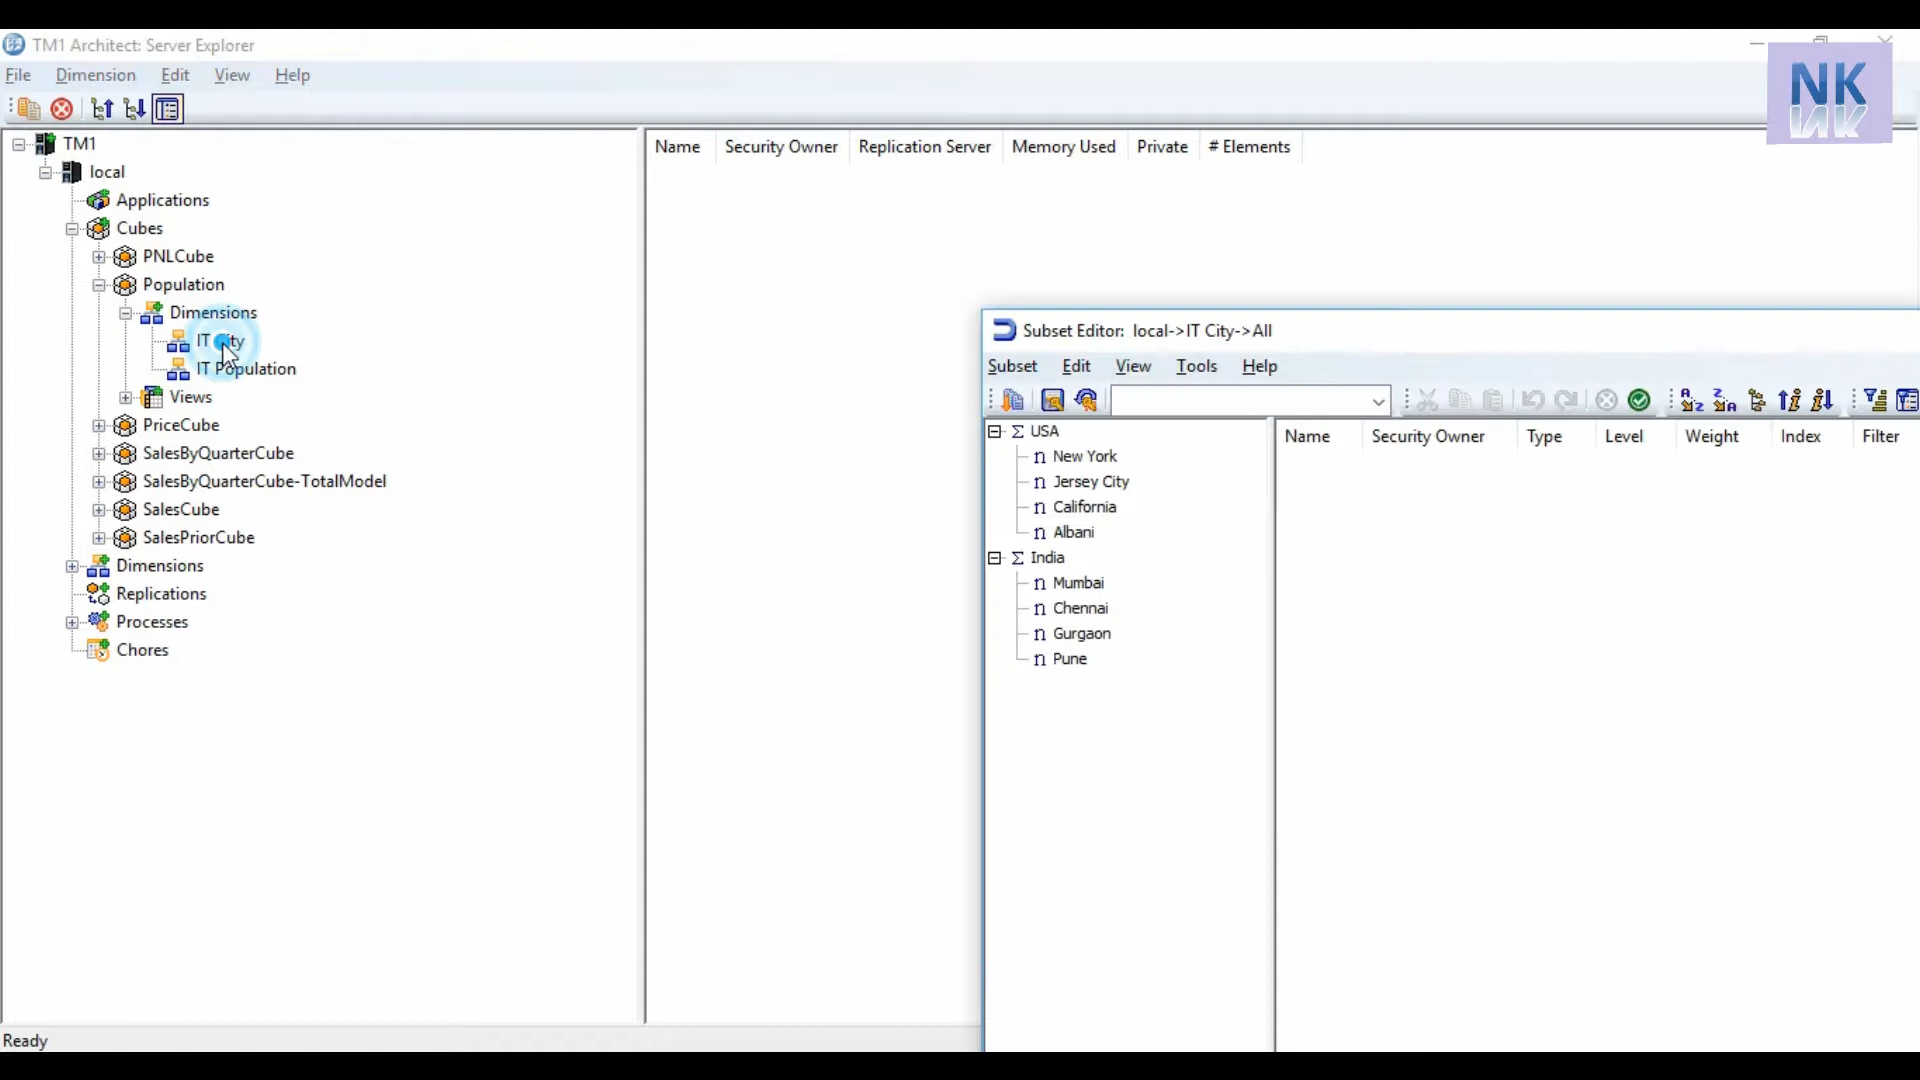 TM1 Architect: Server Explorer
File Dimension Edit View Help
NK
TM1
local
Applications
Cubes
PNLCube
Population
Dimensions
IT City
IT Population
Views
PriceCube
SalesByQuarterCube
SalesByQuarterCube-TotalModel
SalesCube
SalesPriorCube
Dimensions
Replications
Processes
Chores
Name Security Owner Replication Server Memory Used Private # Elements
Subset Editor: local->IT City->All
Subset Edit View Tools Help
Σ USA
n New York
n Jersey City
n California
n Albani
Σ India
n Mumbai
n Chennai
n Gurgaon
n Pune
Name Security Owner Type Level Weight Index Filter
Ready